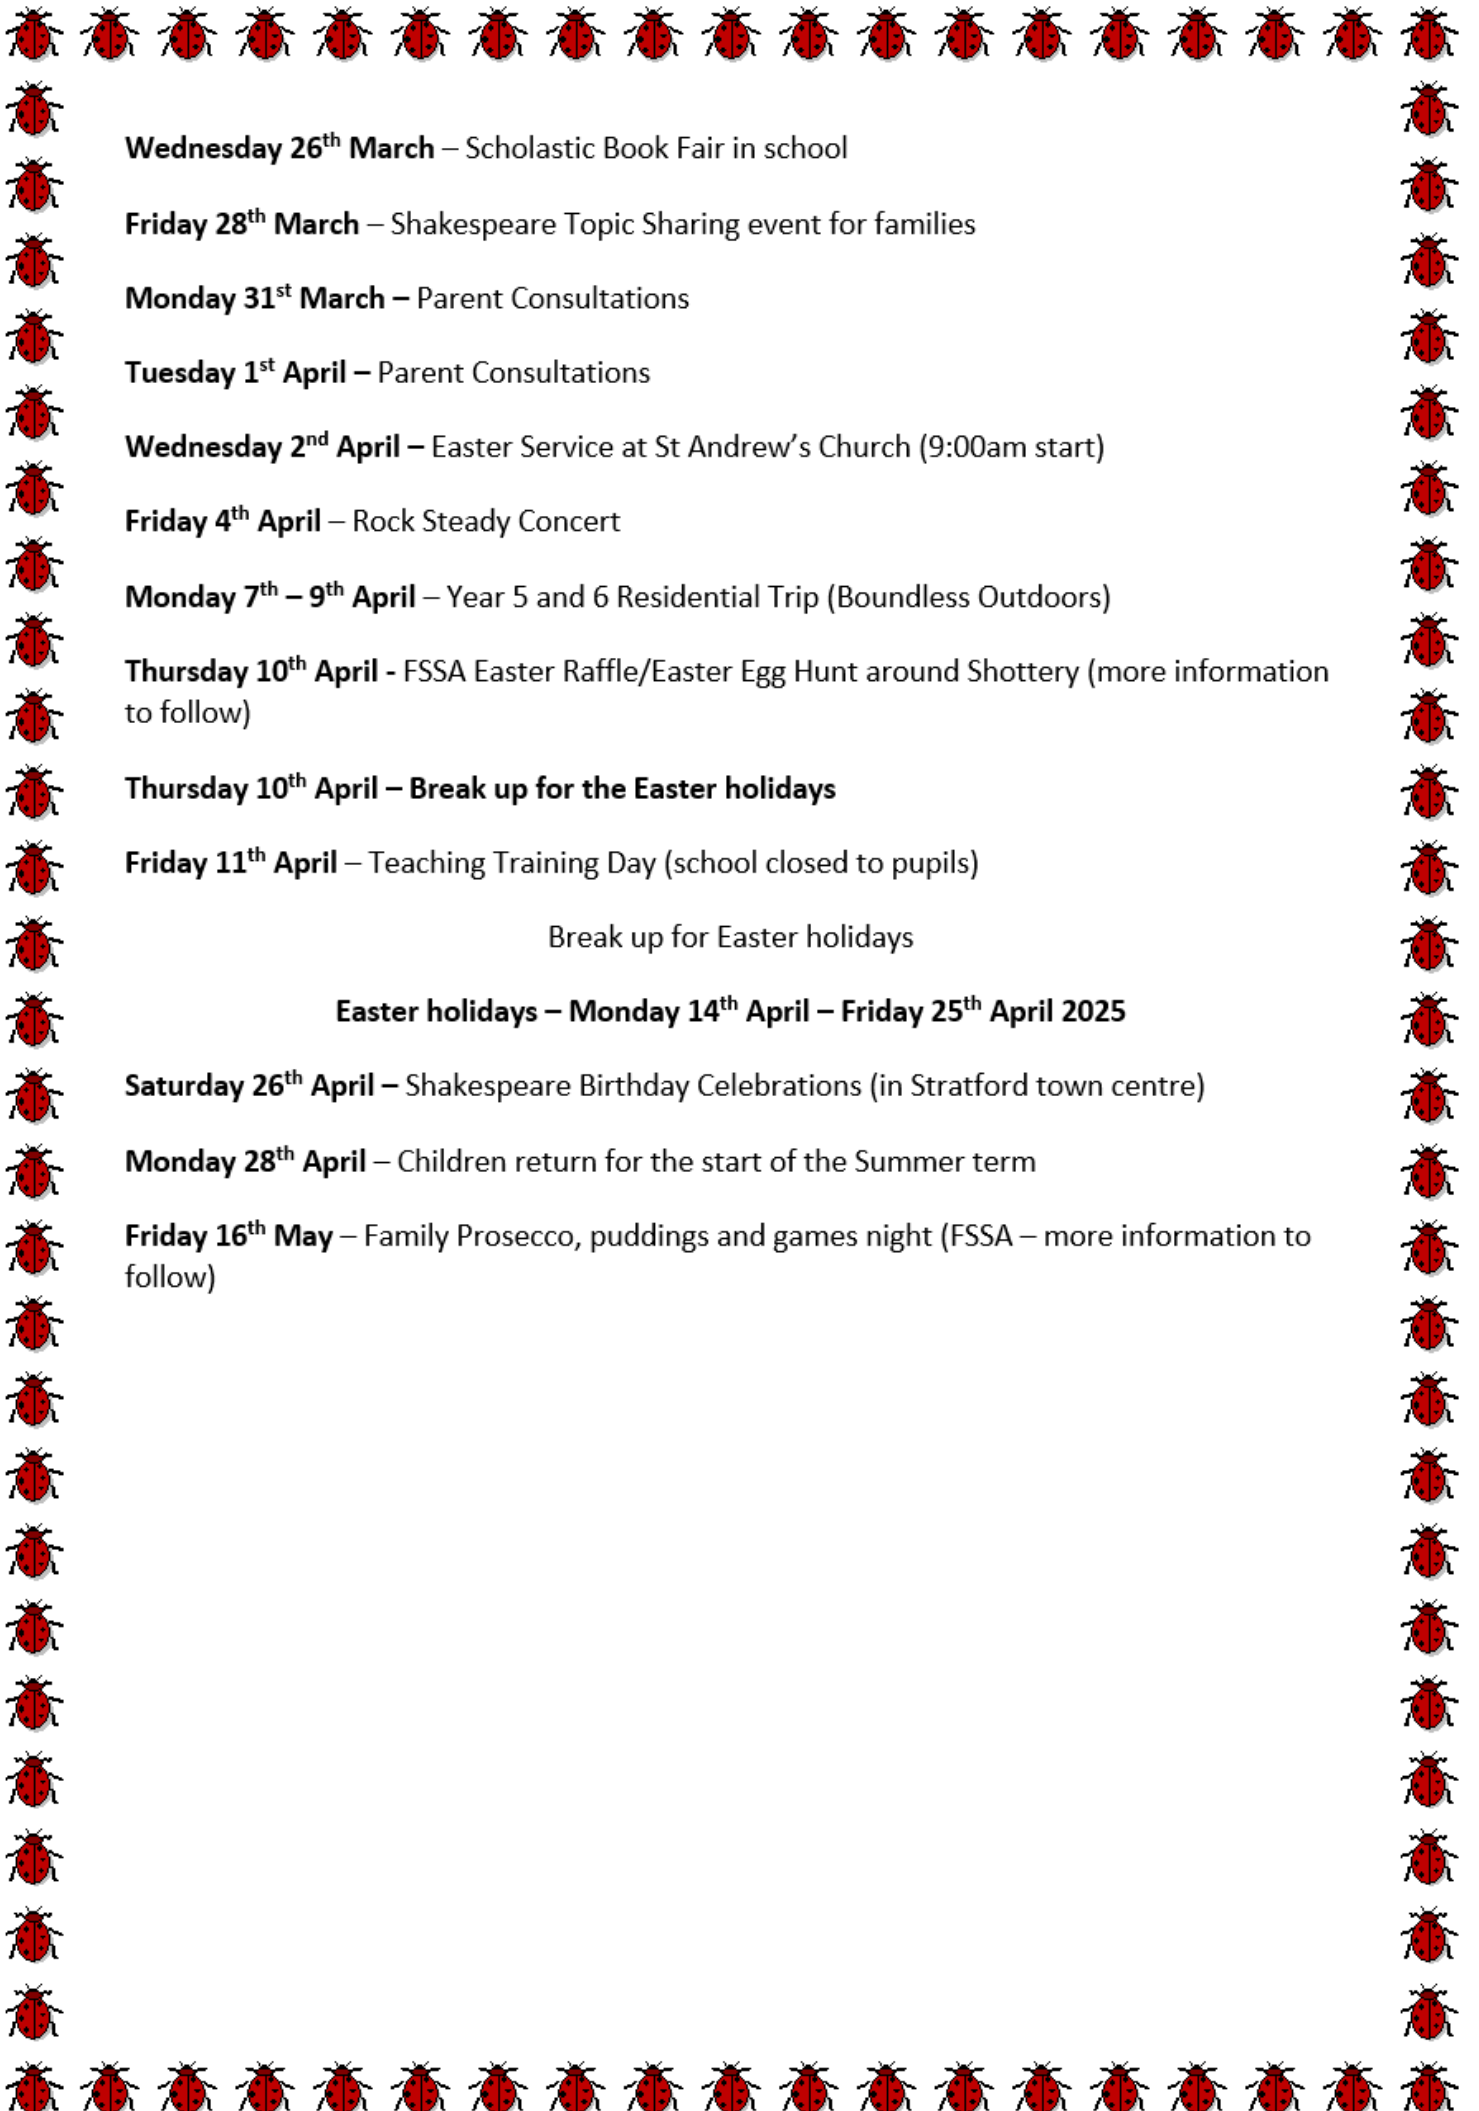 Wednesday 26th March – Scholastic Book Fair in school
Friday 28th March – Shakespeare Topic Sharing event for families
Monday 31st March – Parent Consultations
Tuesday 1st April – Parent Consultations
Wednesday 2nd April – Easter Service at St Andrew’s Church (9:00am start)
Friday 4th April – Rock Steady Concert
Monday 7th – 9th April – Year 5 and 6 Residential Trip (Boundless Outdoors)
Thursday 10th April - FSSA Easter Raffle/Easter Egg Hunt around Shottery (more information
to follow)
Thursday 10th April – Break up for the Easter holidays
Friday 11th April – Teaching Training Day (school closed to pupils)
Break up for Easter holidays
Easter holidays – Monday 14th April – Friday 25th April 2025
Saturday 26th April – Shakespeare Birthday Celebrations (in Stratford town centre)
Monday 28th April – Children return for the start of the Summer term
Friday 16th May – Family Prosecco, puddings and games night (FSSA – more information to
follow)